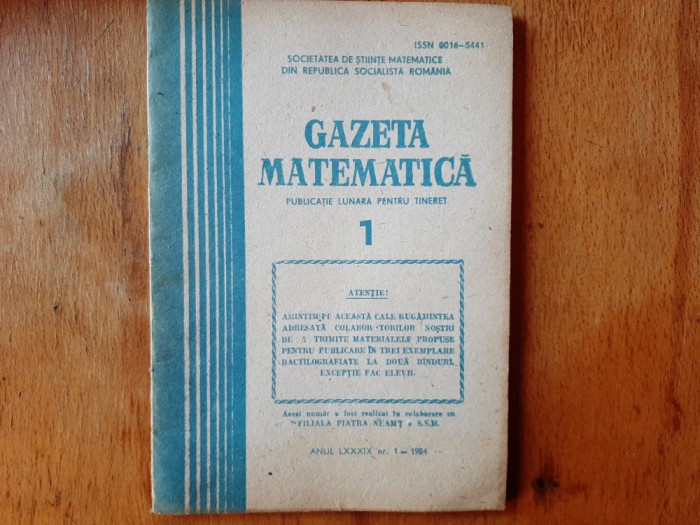 ISSN 0016-5441
SOCIETATEA DE ȘTIINȚE MATEMATICE
DIN REPUBLICA SOCIALISTĂ ROMÂNIA
GAZETA
MATEMATICĂ
PUBLICAȚIE LUNARĂ PENTRU TINERET
1
ATENȚIE!
AMINTIM PE ACEASTĂ CALE RUGĂMINTEA
ADRESATĂ COLABOR TORILOR NOȘTRI
DE A TRIMITE MATERIALELE PROPUSE
PENTRU PUBLICARE ÎN TREI EXEMPLARE
DACTILOGRAFIATE LA DOUĂ RÎNDURI.
EXCEPȚIE FAC ELEVII.
Acest număr a fost realizat în colaborare cu
FILIALA PIATRA NEAMȚ a S.S.M.
ANUL LXXXIX nr. 1 - 1984